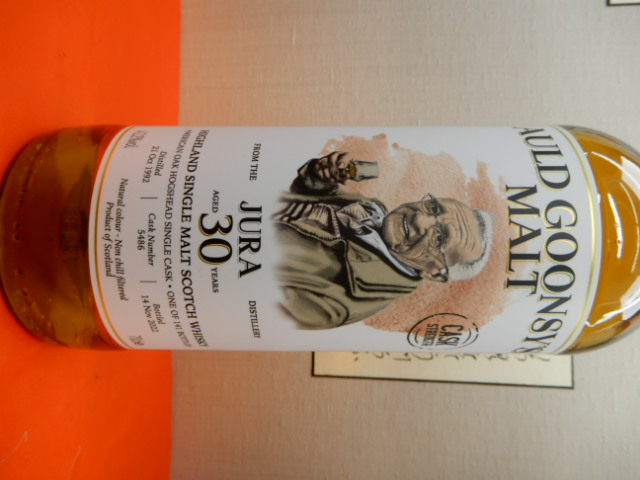 AULD GOONSY'S
MALT
CASK
STRENGTH
FROM THE
JURA
DISTILLERY
AGED
30
YEARS
HIGHLAND SINGLE MALT SCOTCH WHISKY
AMERICAN OAK HOGSHEAD SINGLE CASK • ONE OF 141 BOTTLES
Distilled
21 Oct 1992
Cask Number
5486
Bottled
14 Nov 2022
Natural colour - Non chill filtered
Product of Scotland